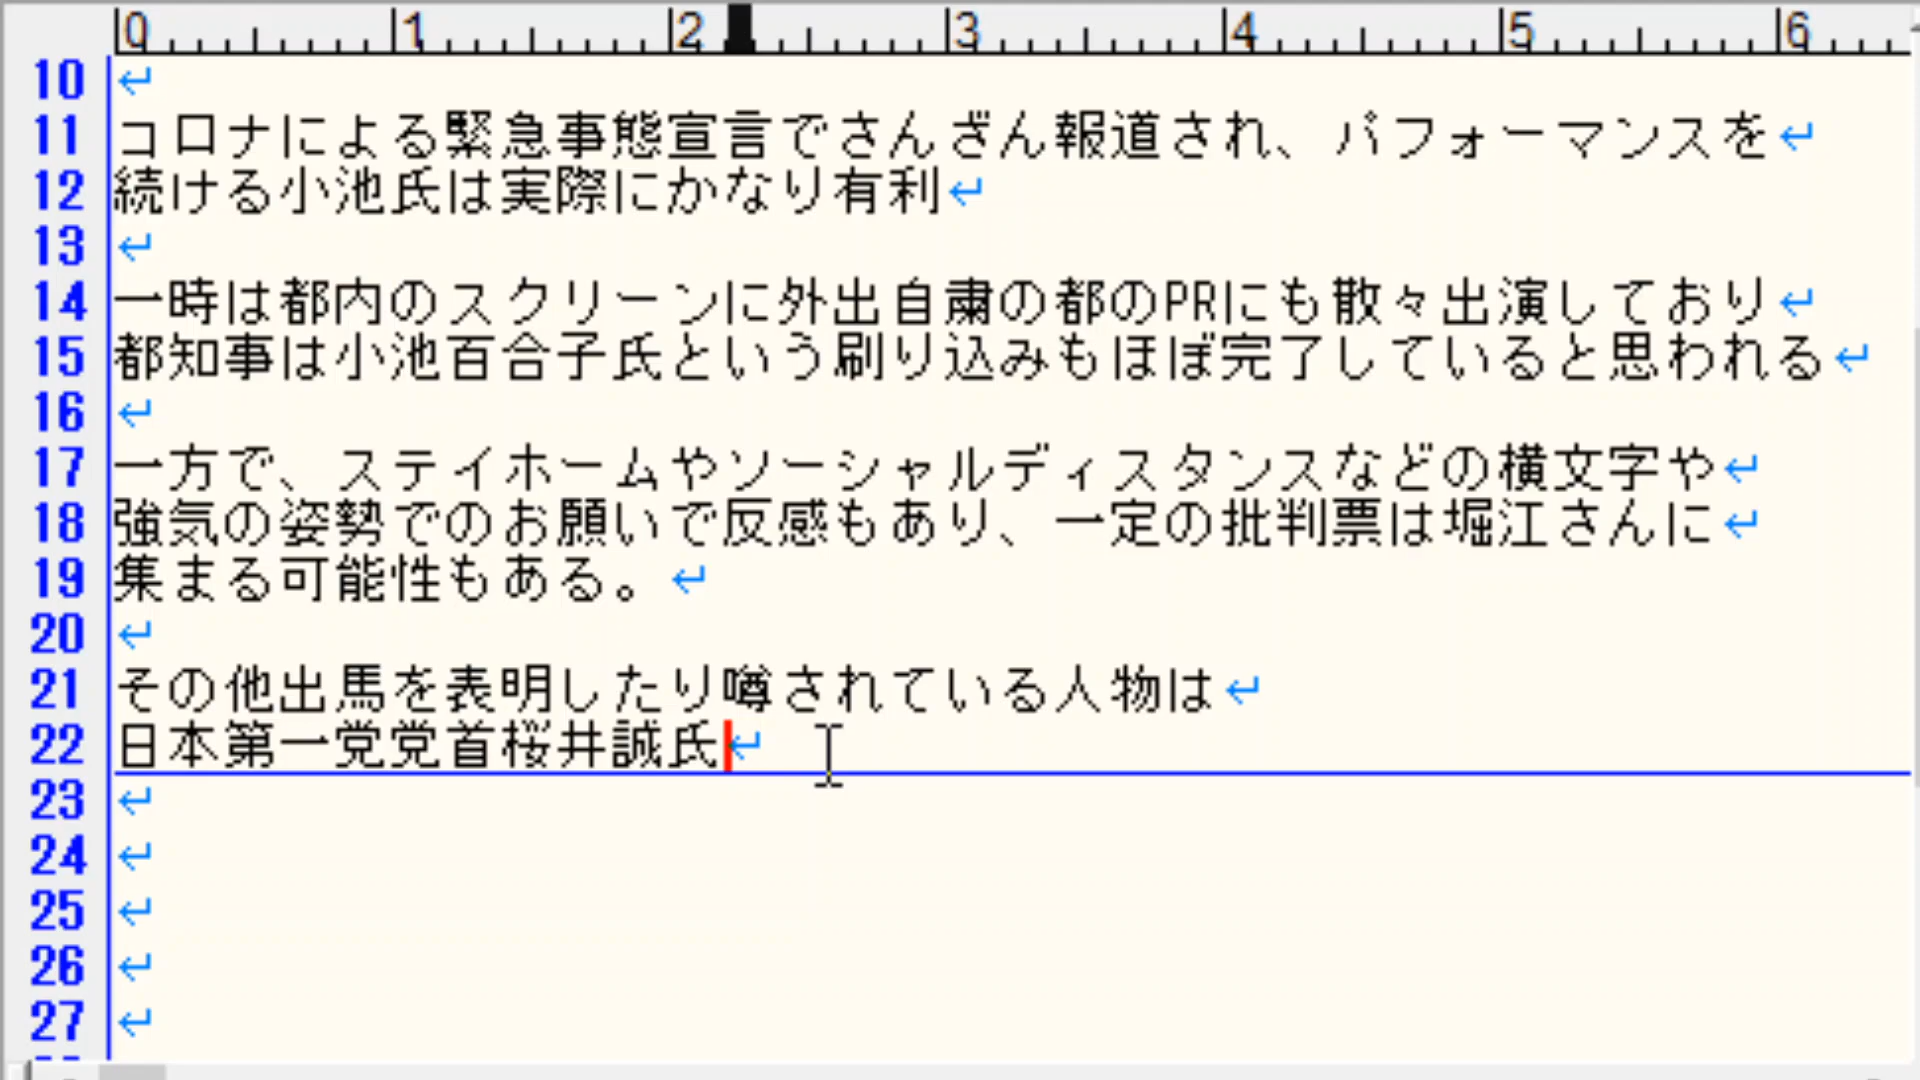 0 1 2 3 4 5 6
10
11 コロナによる緊急事態宣言でさんざん報道され、パフォーマンスを
12 続ける小池氏は実際にかなり有利
13
14 一時は都内のスクリーンに外出自粛の都のPRにも散々出演しており
15 都知事は小池百合子氏という刷り込みもほぼ完了していると思われる
16
17 一方で、ステイホームやソーシャルディスタンスなどの横文字や
18 強気の姿勢でのお願いで反感もあり、一定の批判票は堀江さんに
19 集まる可能性もある。
20
21 その他出馬を表明したり噂されている人物は
22 日本第一党党首桜井誠氏
23
24
25
26
27